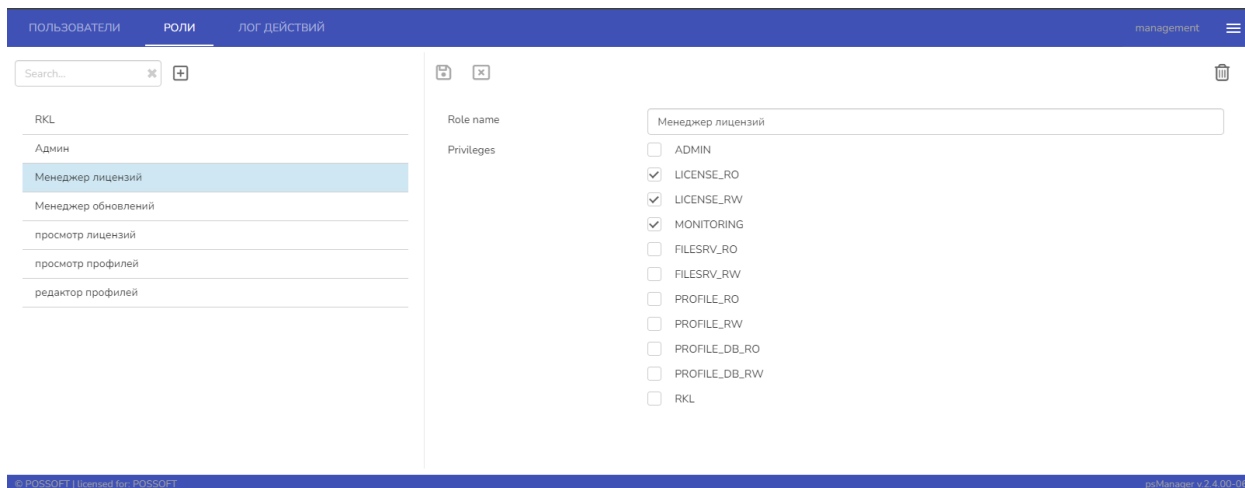 ПОЛЬЗОВАТЕЛИ РОЛИ ЛОГ ДЕЙСТВИЙ management
Search...
RKL
Админ
Менеджер лицензий
Менеджер обновлений
просмотр лицензий
просмотр профилей
редактор профилей
Role name Менеджер лицензий
Privileges ADMIN
LICENSE_RO
LICENSE_RW
MONITORING
FILESRV_RO
FILESRV_RW
PROFILE_RO
PROFILE_RW
PROFILE_DB_RO
PROFILE_DB_RW
RKL
© POSSOFT | licensed for: POSSOFT psManager v.2.4.00-06